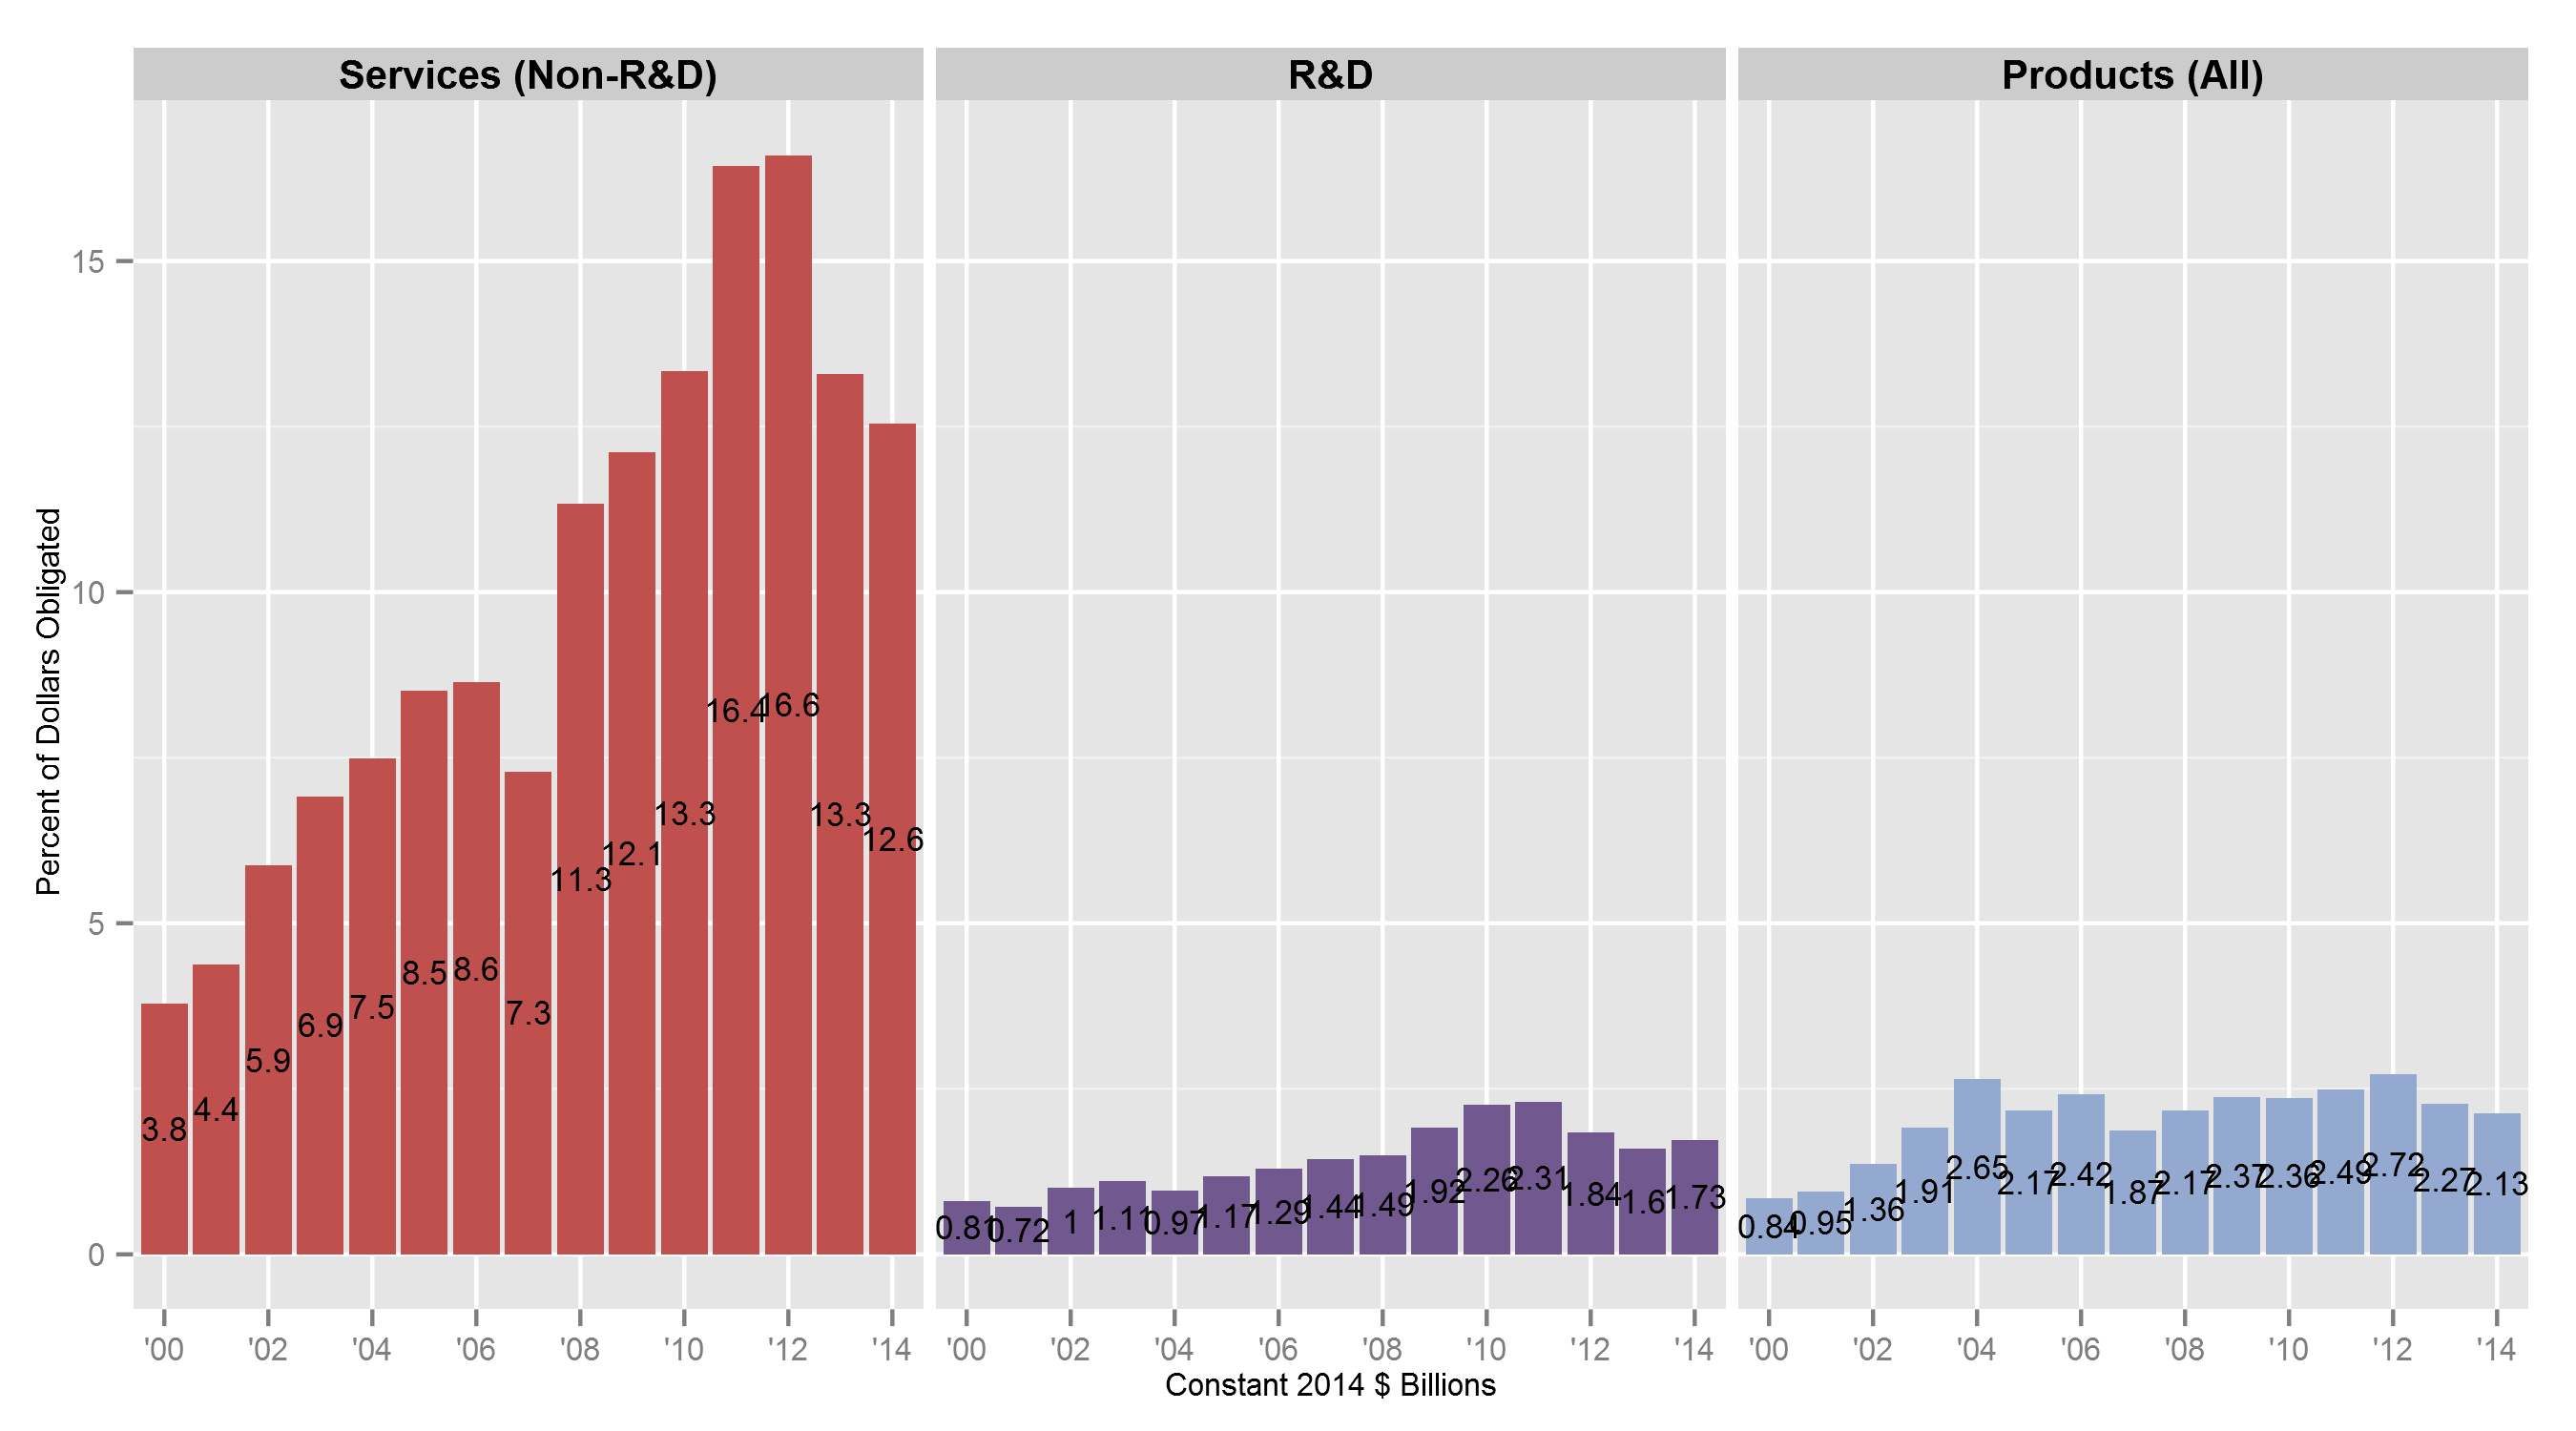 Services (Non-R&D) R&D Products (All)
Percent of Dollars Obligated
15
10
5
0
3.8 4.4 5.9 6.9 7.5 8.5 8.6 7.3 11.3 12.1 13.3 16.4 16.6 13.3 12.6
0.81 0.72 1 1.11 0.97 1.17 1.29 1.44 1.49 1.92 2.26 2.31 1.84 1.6 1.73
0.84 0.95 1.36 1.91 2.65 2.17 2.42 1.87 2.17 2.37 2.36 2.49 2.72 2.27 2.13
'00 '02 '04 '06 '08 '10 '12 '14 '00 '02 '04 '06 '08 '10 '12 '14 '00 '02 '04 '06 '08 '10 '12 '14
Constant 2014 $ Billions